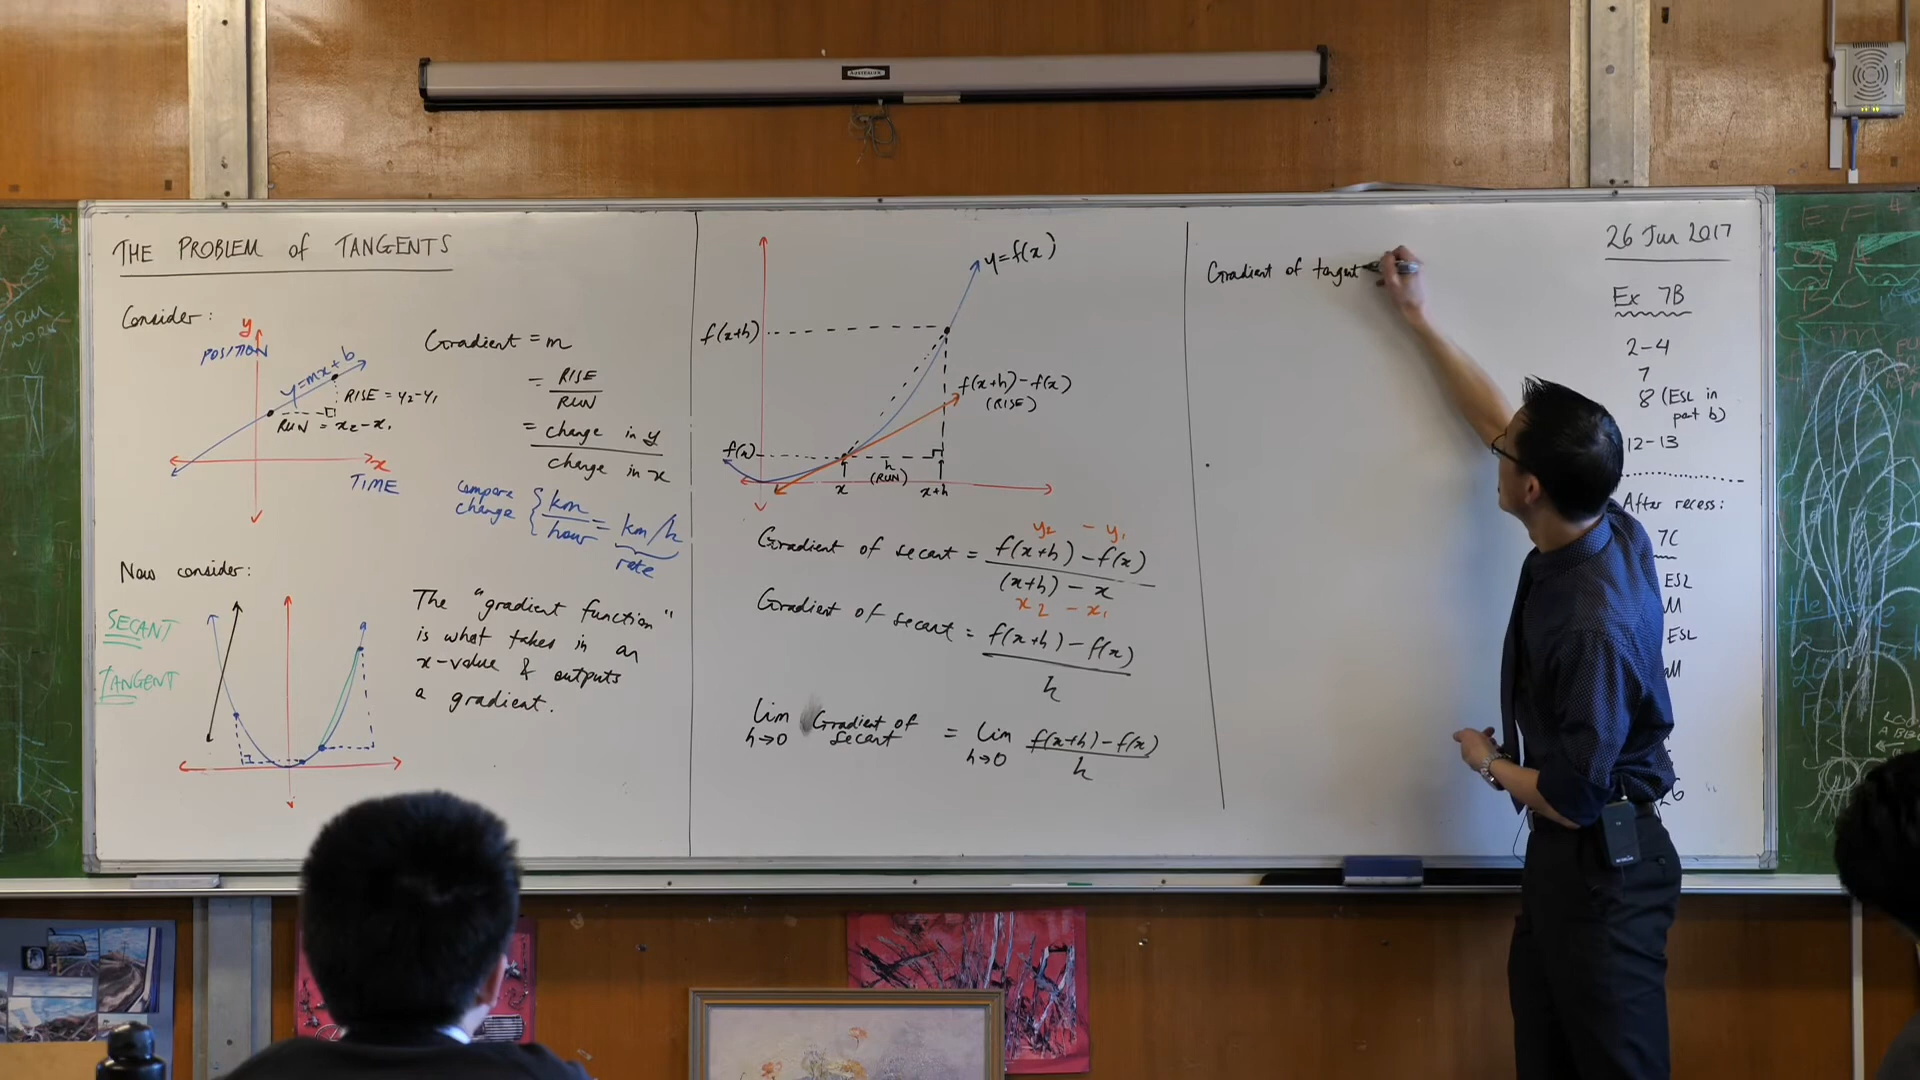 THE PROBLEM of TANGENTS
Consider:
y
POSITION
y=mx+b
RISE = y₂-y₁
RUN = x₂-x₁
x
TIME
Gradient = m
= RISE
RUN
= change in y
change in x
compare
change { km/hour = km/h
rate
Now consider:
SECANT
TANGENT
The "gradient function"
is what takes in an
x-value & outputs
a gradient.
y=f(x)
f(x+h)
f(x+h)-f(x)
(RISE)
f(x)
h
(RUN)
x
x+h
y₂ - y₁
Gradient of secant = f(x+h)-f(x)
(x+h) - x
x₂ - x₁
Gradient of secant = f(x+h)-f(x)
h
lim h→0 Gradient of secant = lim h→0 f(x+h)-f(x)
h
Gradient of tangent
26 Jun 2017
Ex 7B
2-4
7
8 (ESL in
part b)
12-13
After recess:
7C
ESL
ESL
all